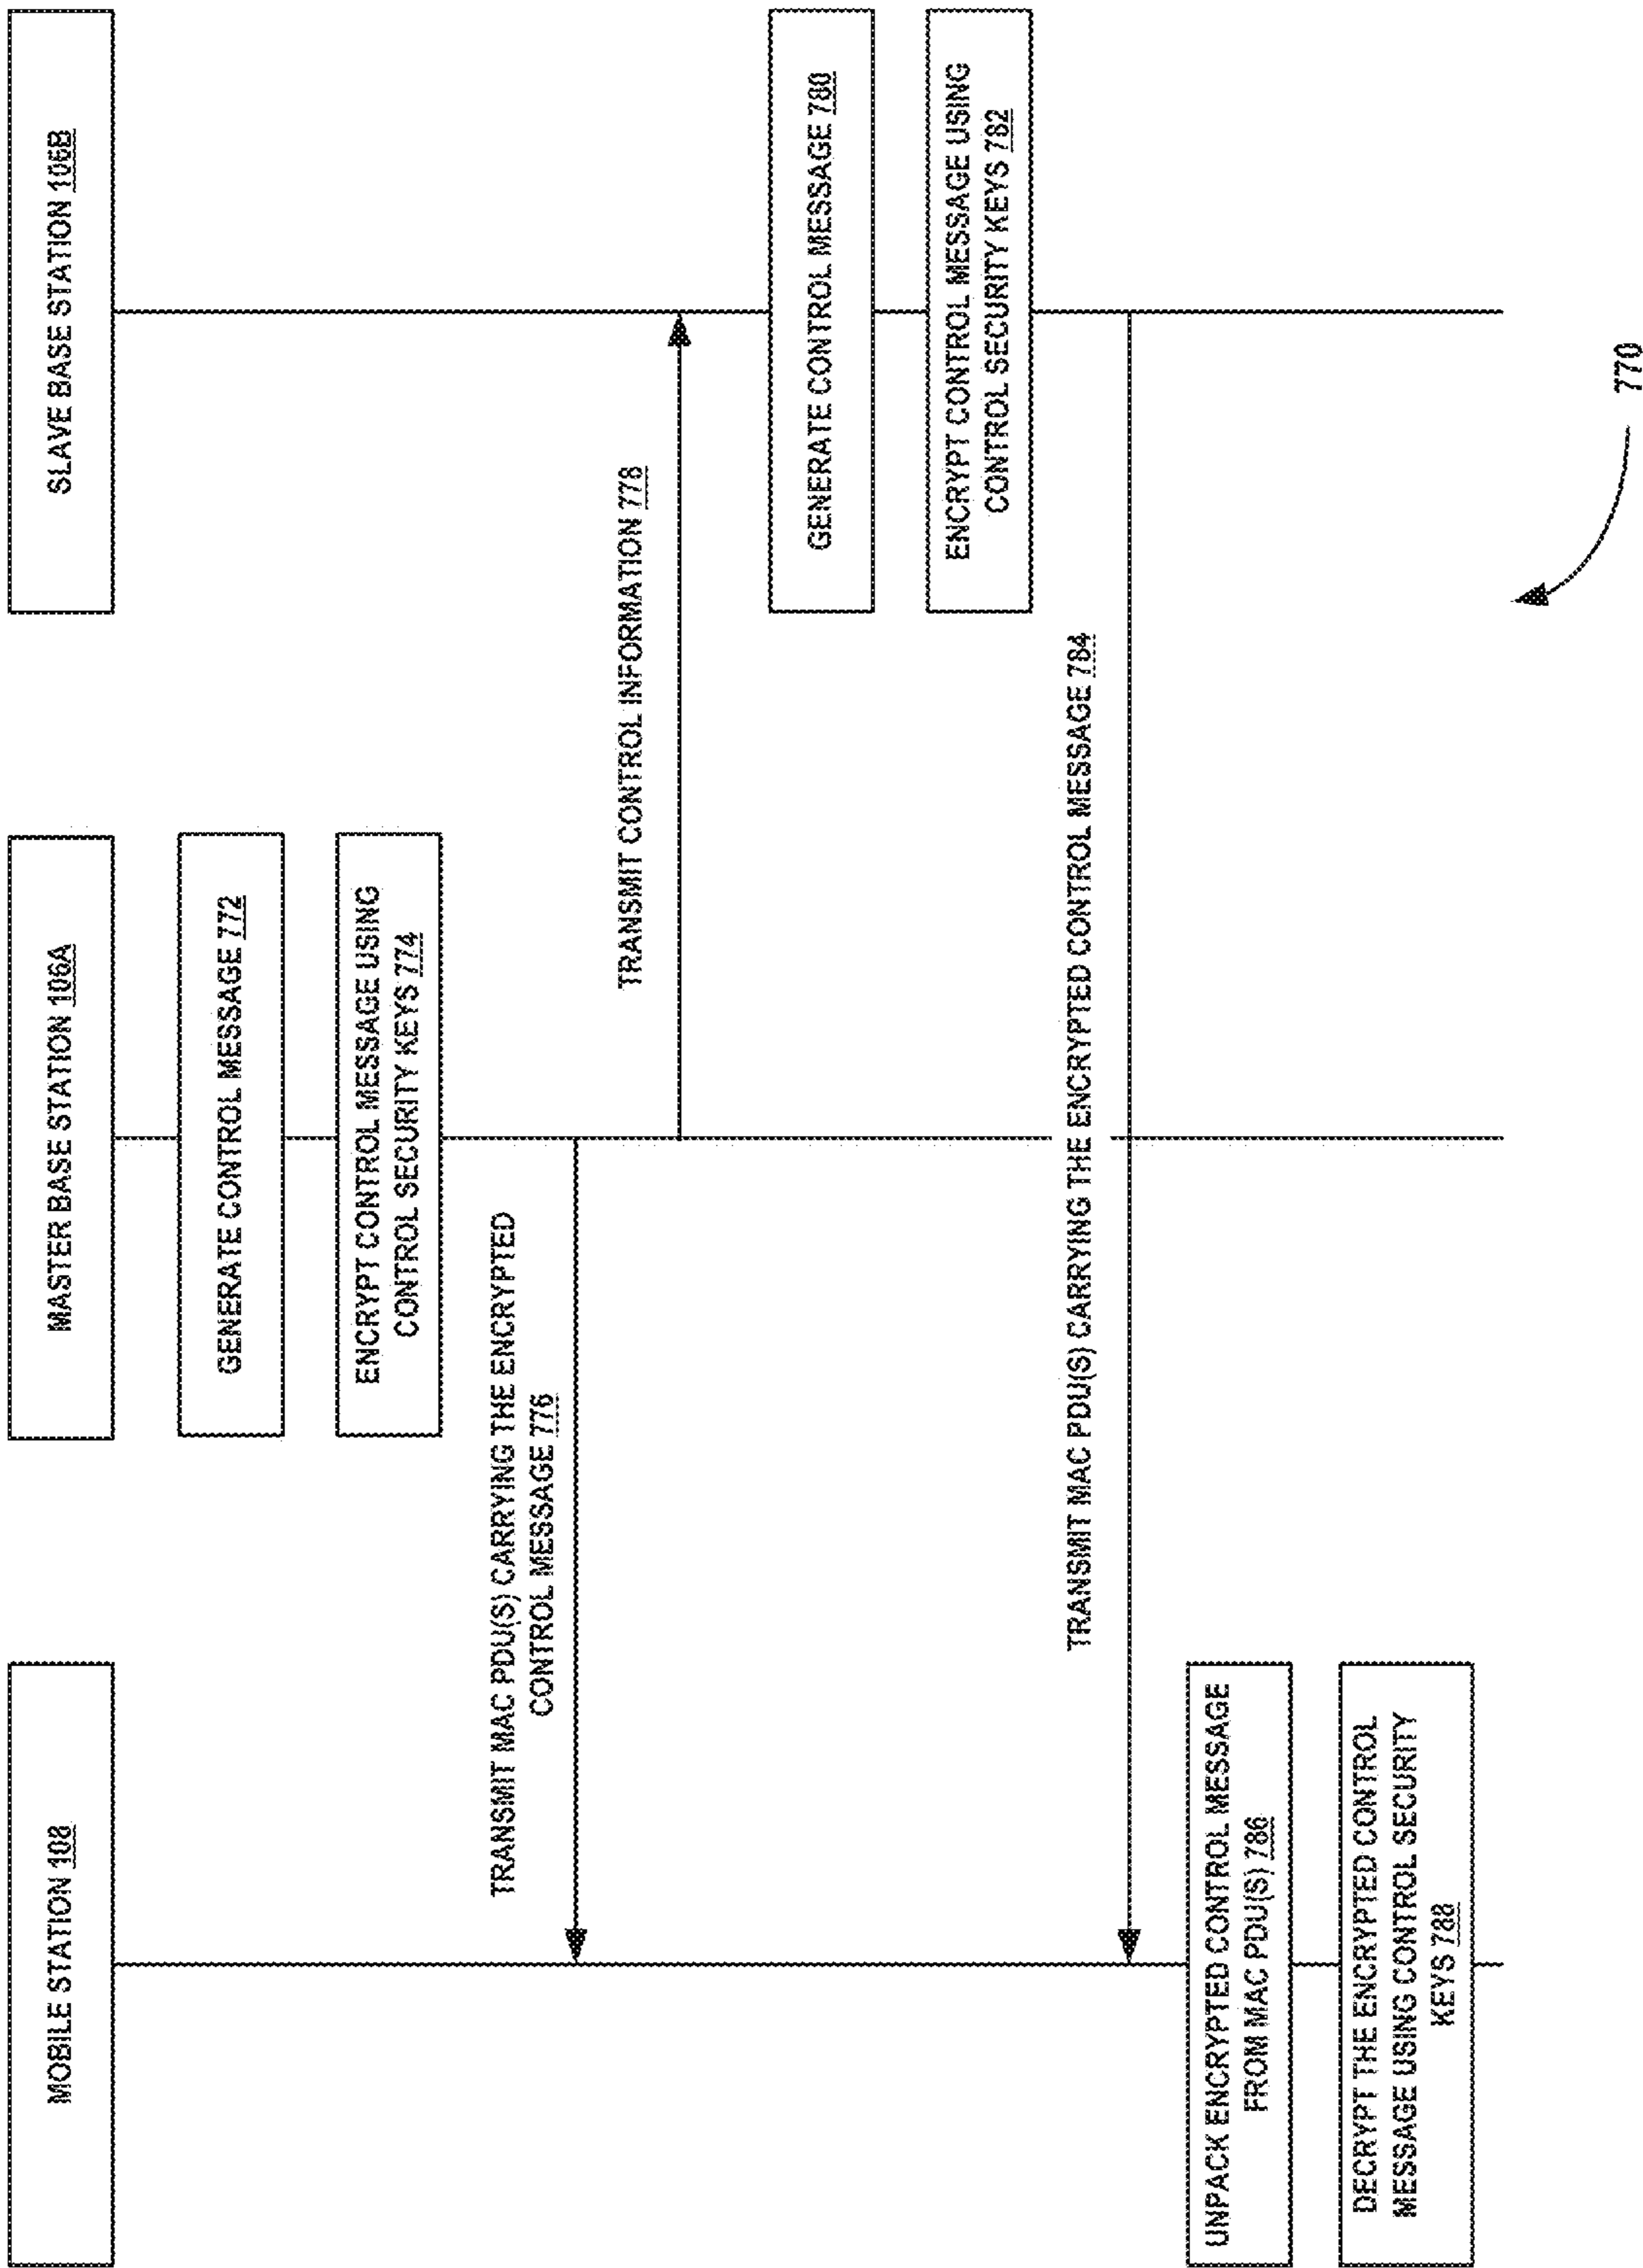 MOBILE STATION 108
MASTER BASE STATION 106A
SLAVE BASE STATION 106B
GENERATE CONTROL MESSAGE 772
ENCRYPT CONTROL MESSAGE USING
CONTROL SECURITY KEYS 774
TRANSMIT MAC PDU(S) CARRYING THE ENCRYPTED
CONTROL MESSAGE 776
TRANSMIT CONTROL INFORMATION 778
GENERATE CONTROL MESSAGE 780
ENCRYPT CONTROL MESSAGE USING
CONTROL SECURITY KEYS 782
TRANSMIT MAC PDU(S) CARRYING THE ENCRYPTED CONTROL MESSAGE 784
UNPACK ENCRYPTED CONTROL MESSAGE
FROM MAC PDU(S) 786
DECRYPT THE ENCRYPTED CONTROL
MESSAGE USING CONTROL SECURITY
KEYS 788
770